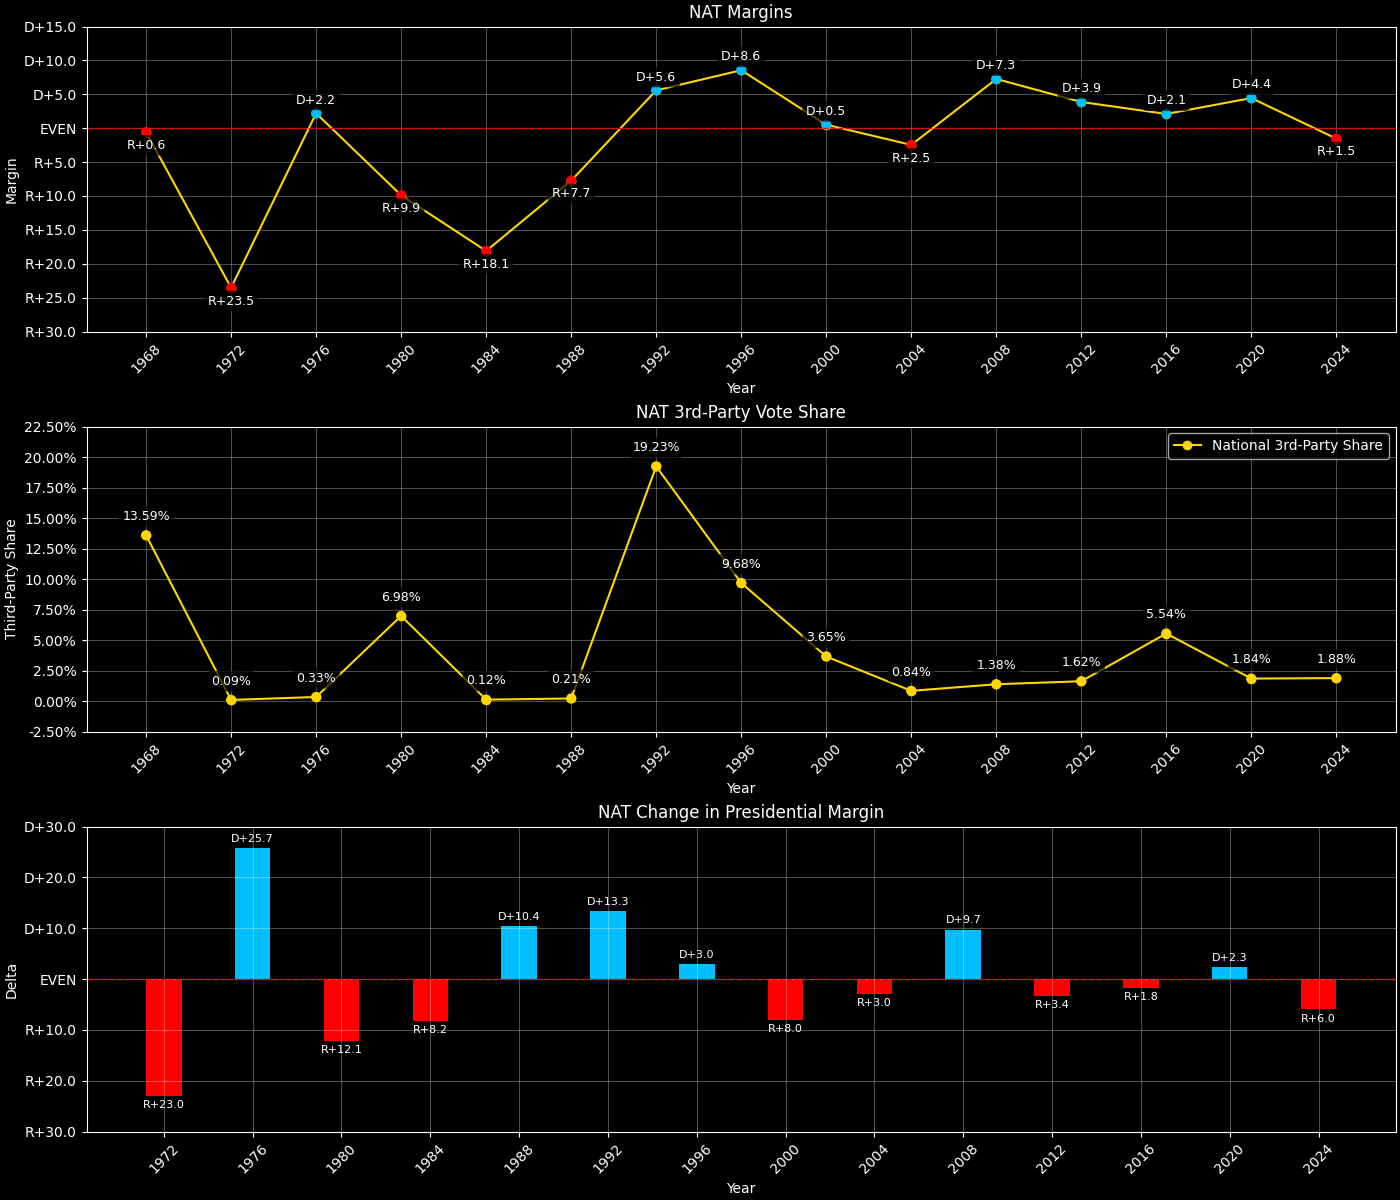 NAT Margins
D+15.0
D+10.0
D+5.0
EVEN
R+5.0
R+10.0
R+15.0
R+20.0
R+25.0
R+30.0
Margin
R+0.6
R+23.5
D+2.2
R+9.9
R+18.1
R+7.7
D+5.6
D+8.6
D+0.5
R+2.5
D+7.3
D+3.9
D+2.1
D+4.4
R+1.5
1968
1972
1976
1980
1984
1988
1992
1996
2000
2004
2008
2012
2016
2020
2024
Year
NAT 3rd-Party Vote Share
22.50%
20.00%
17.50%
15.00%
12.50%
10.00%
7.50%
5.00%
2.50%
0.00%
-2.50%
Third-Party Share
National 3rd-Party Share
13.59%
0.09%
0.33%
6.98%
0.12%
0.21%
19.23%
9.68%
3.65%
0.84%
1.38%
1.62%
5.54%
1.84%
1.88%
1968
1972
1976
1980
1984
1988
1992
1996
2000
2004
2008
2012
2016
2020
2024
Year
NAT Change in Presidential Margin
D+30.0
D+20.0
D+10.0
EVEN
R+10.0
R+20.0
R+30.0
Delta
R+23.0
D+25.7
R+12.1
R+8.2
D+10.4
D+13.3
D+3.0
R+8.0
R+3.0
D+9.7
R+3.4
R+1.8
D+2.3
R+6.0
1972
1976
1980
1984
1988
1992
1996
2000
2004
2008
2012
2016
2020
2024
Year